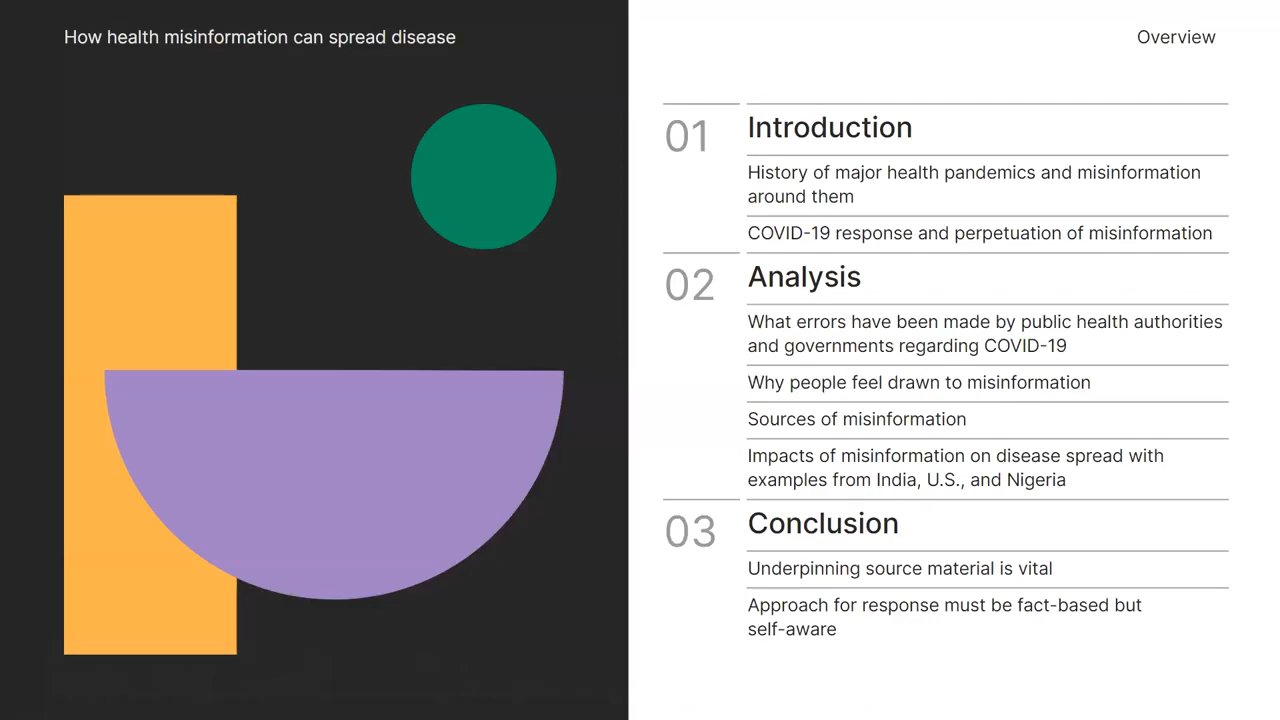 How health misinformation can spread disease
Overview
01
Introduction
History of major health pandemics and misinformation
around them
COVID-19 response and perpetuation of misinformation
02
Analysis
What errors have been made by public health authorities
and governments regarding COVID-19
Why people feel drawn to misinformation
Sources of misinformation
Impacts of misinformation on disease spread with
examples from India, U.S., and Nigeria
03
Conclusion
Underpinning source material is vital
Approach for response must be fact-based but
self-aware